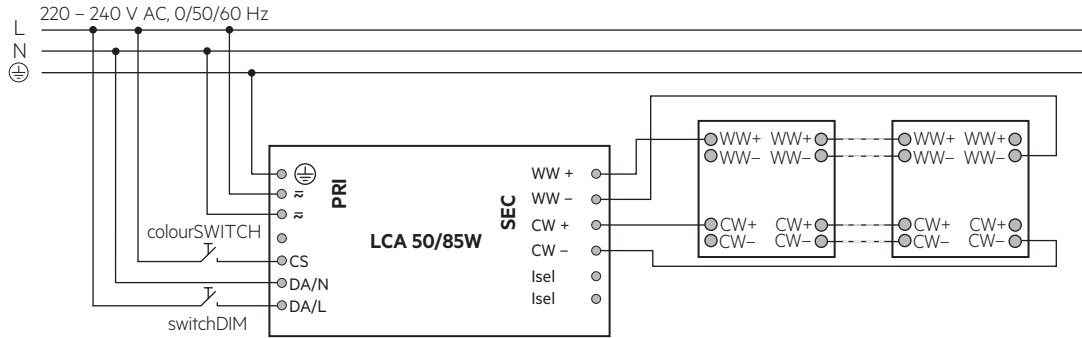 220 – 240 V AC, 0/50/60 Hz
L
N
PRI
colourSWITCH
CS
DA/N
DA/L
switchDIM
LCA 50/85W
SEC
WW +
WW –
CW +
CW –
Isel
Isel
WW+ WW+
WW– WW–
CW+ CW+
CW– CW–
WW+ WW+
WW– WW–
CW+ CW+
CW– CW–